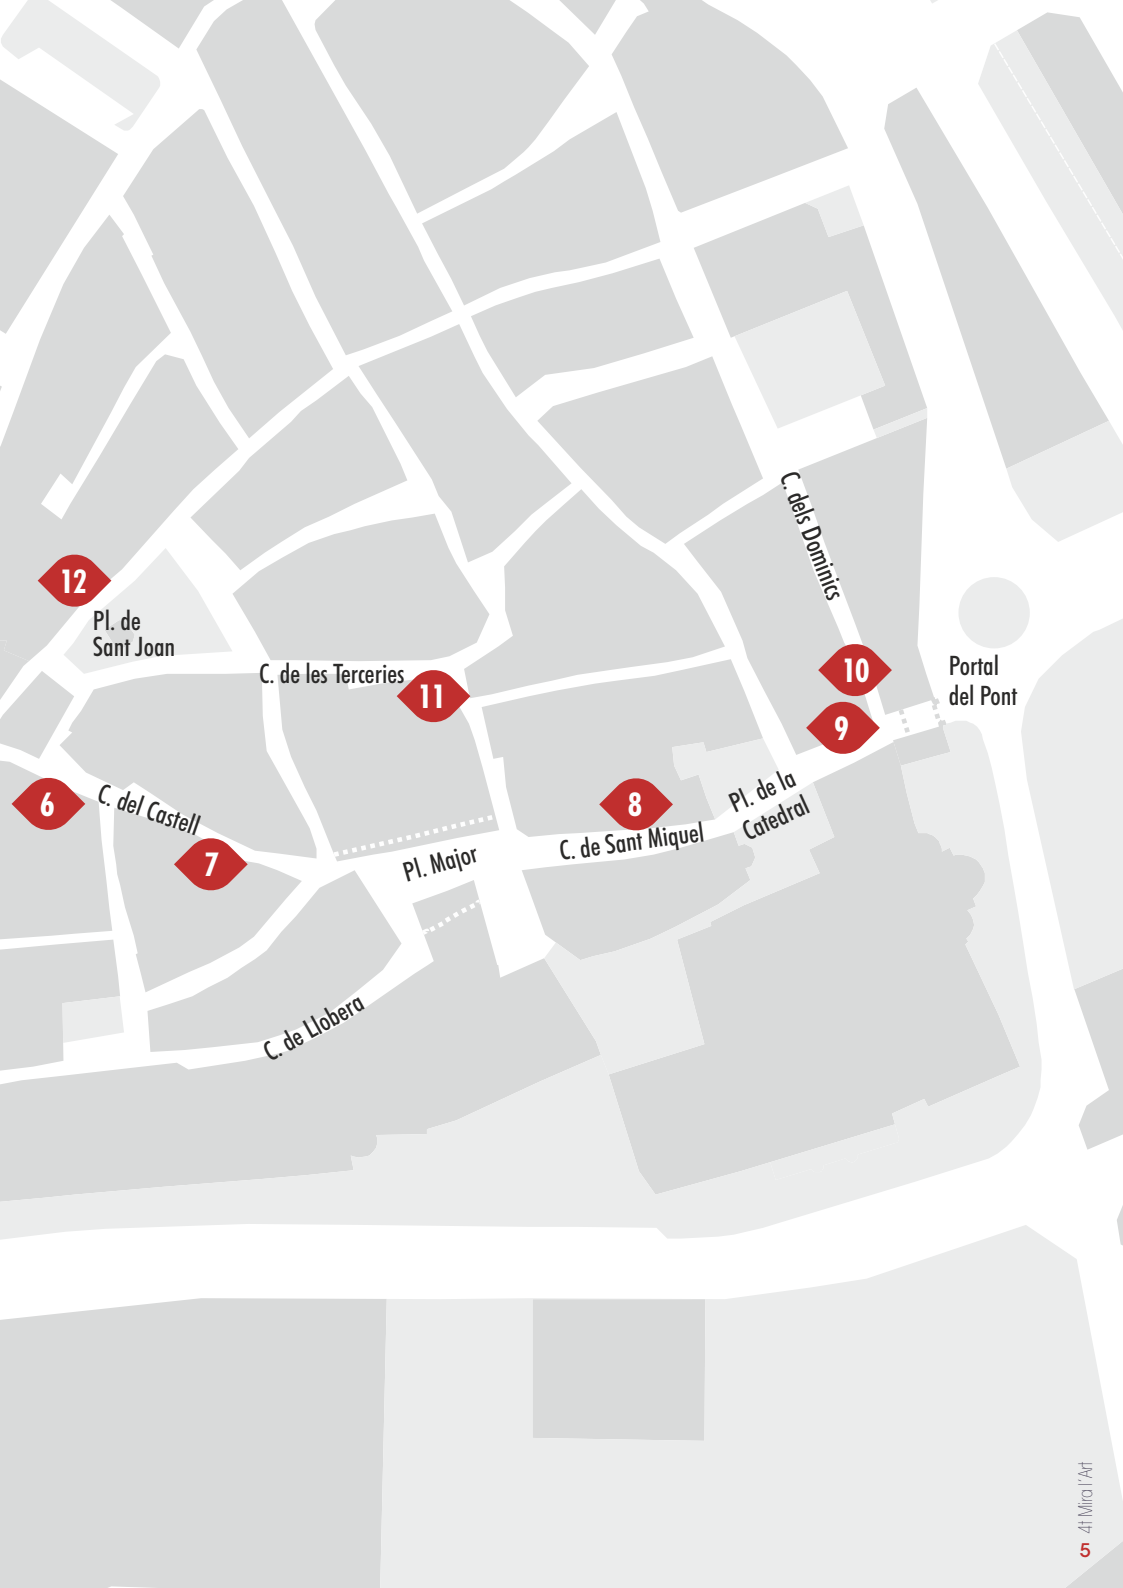 C. dels Dominics
12
Pl. de
Sant Joan
C. de les Terceries
11
10
Portal
del Pont
9
6
C. del Castell
7
8
Pl. de la
Catedral
C. de Sant Miquel
Pl. Major
C. de Llobera
4t Mira l'Art
5